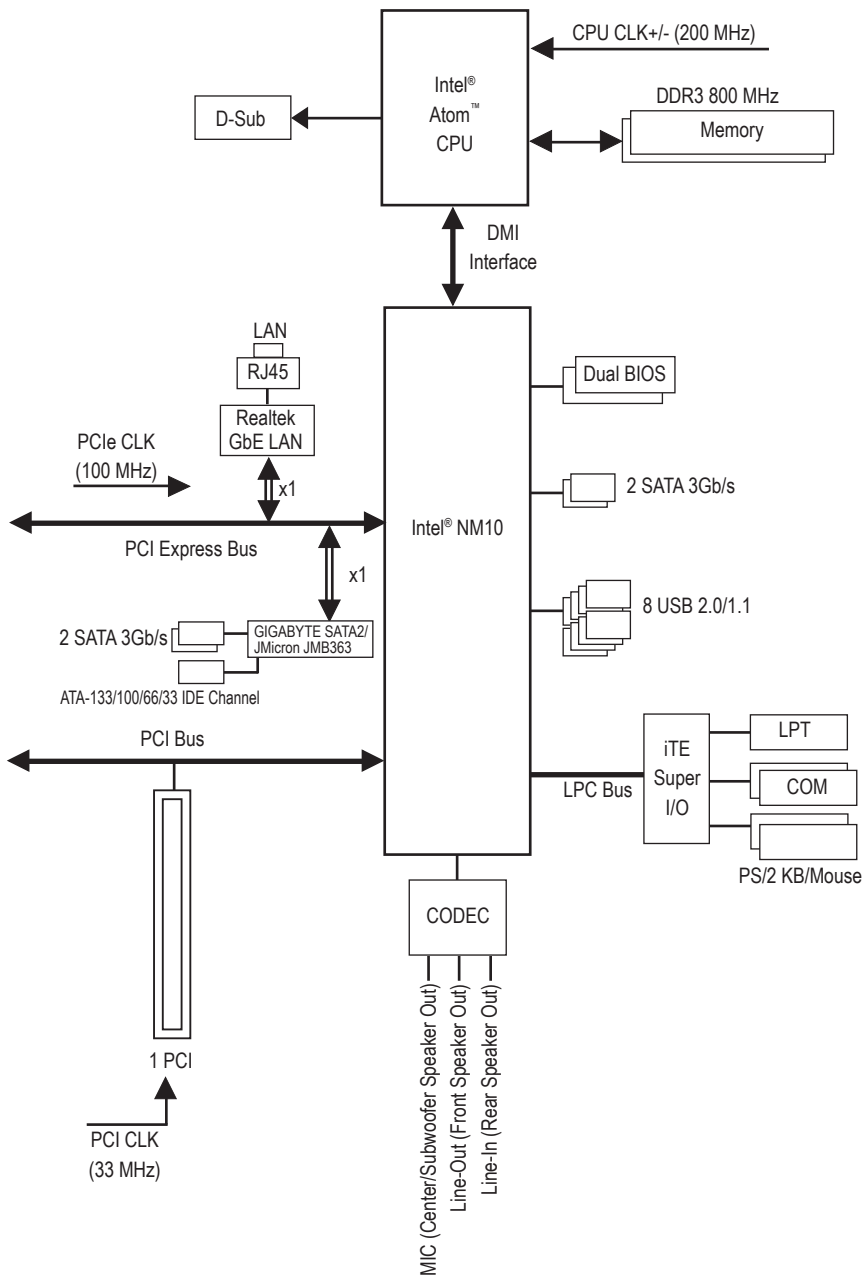 CPU CLK+/- (200 MHz)
Intel®
Atom™
CPU
D-Sub
DDR3 800 MHz
Memory
DMI
Interface
LAN
RJ45
Realtek
GbE LAN
Dual BIOS
PCIe CLK
(100 MHz)
x1
2 SATA 3Gb/s
Intel® NM10
PCI Express Bus
x1
8 USB 2.0/1.1
2 SATA 3Gb/s
GIGABYTE SATA2/
JMicron JMB363
ATA-133/100/66/33 IDE Channel
PCI Bus
iTE
Super
I/O
LPT
COM
LPC Bus
PS/2 KB/Mouse
CODEC
MIC (Center/Subwoofer Speaker Out)
Line-Out (Front Speaker Out)
Line-In (Rear Speaker Out)
1 PCI
PCI CLK
(33 MHz)